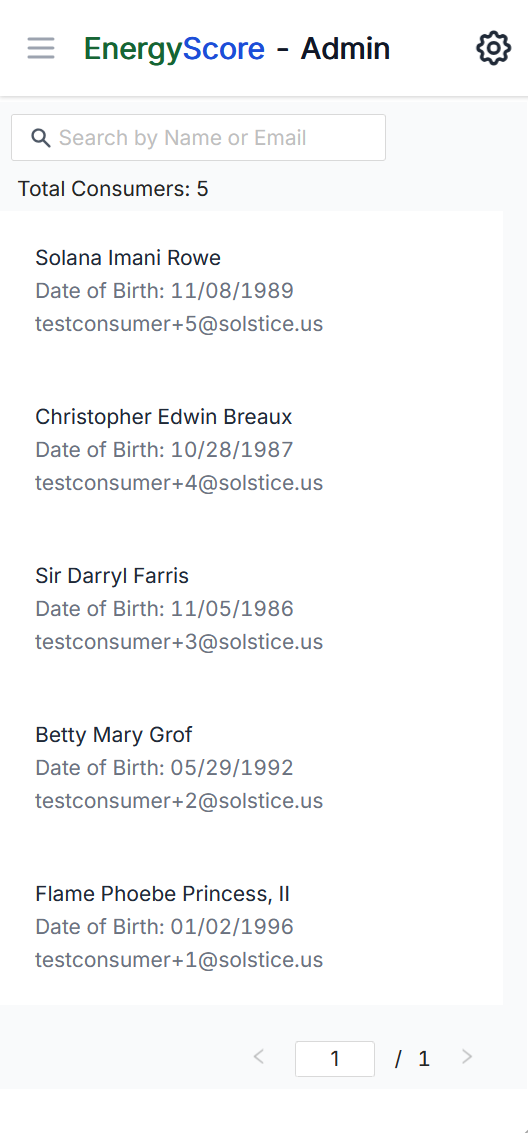 EnergyScore - Admin
Search by Name or Email
Total Consumers: 5
Solana Imani Rowe
Date of Birth: 11/08/1989
testconsumer+5@solstice.us
Christopher Edwin Breaux
Date of Birth: 10/28/1987
testconsumer+4@solstice.us
Sir Darryl Farris
Date of Birth: 11/05/1986
testconsumer+3@solstice.us
Betty Mary Grof
Date of Birth: 05/29/1992
testconsumer+2@solstice.us
Flame Phoebe Princess, II
Date of Birth: 01/02/1996
testconsumer+1@solstice.us
1 / 1